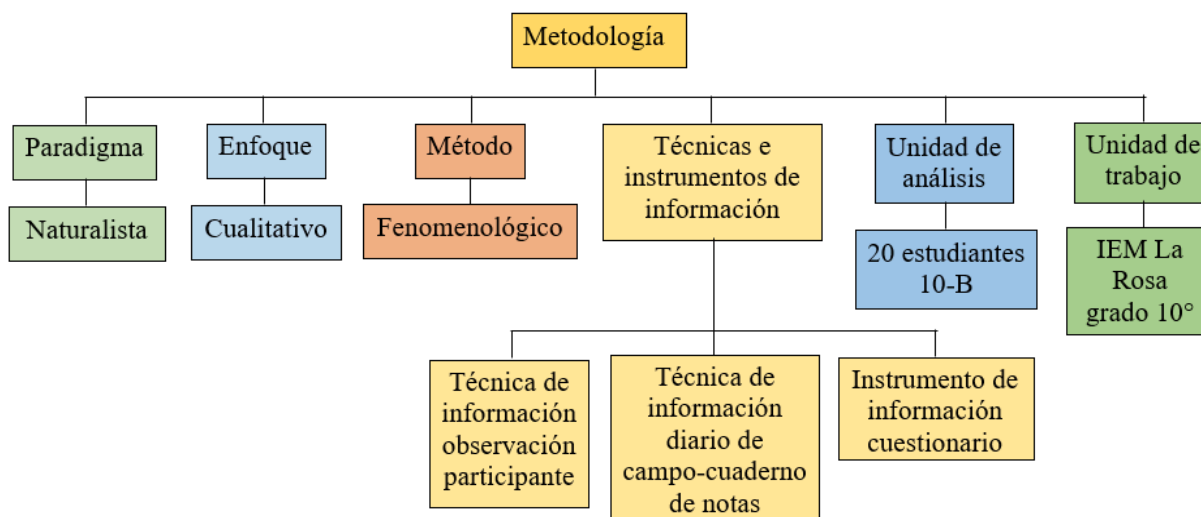 Metodología
Paradigma
Naturalista
Enfoque
Cualitativo
Método
Fenomenológico
Técnicas e
instrumentos de
información
Unidad de
análisis
20 estudiantes
10-B
Unidad de
trabajo
IEM La
Rosa
grado 10°
Técnica de
información
observación
participante
Técnica de
información
diario de
campo-cuaderno
de notas
Instrumento de
información
cuestionario